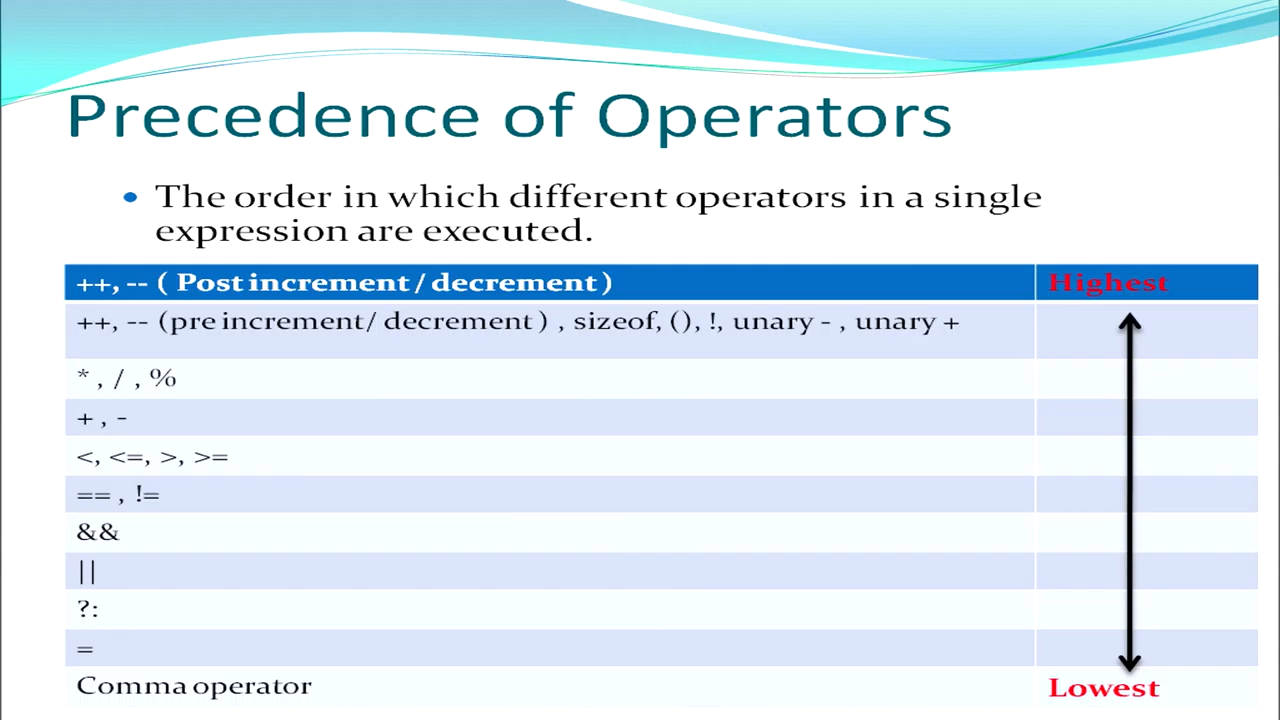 Precedence of Operators
• The order in which different operators in a single
expression are executed.
++, -- ( Post increment / decrement ) Highest
++, -- (pre increment/ decrement ) , sizeof, (), !, unary - , unary +
* , / , %
+ , -
<, <=, >, >=
== , !=
&&
||
?:
=
Comma operator Lowest